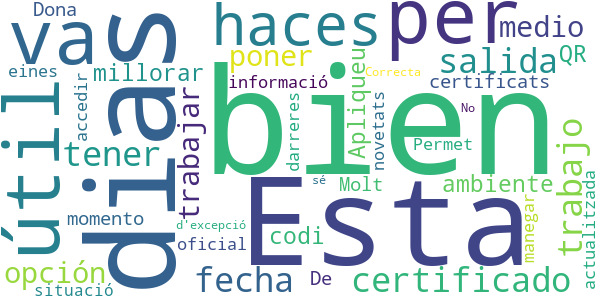 Dona
vas
días
haces
per
medio
poner
salida
QR
eines
accedir
millorar
informació
Correcta
certificats
útil
trabajar
bien
darreres
Apliqueu
novetats
No
tener
Permet
trabajo
sé
Molt
ambiente
actualitzada
momento
d'excepció
Esta
codi
manegar
oficial
opción
fecha
De
certificado
situació